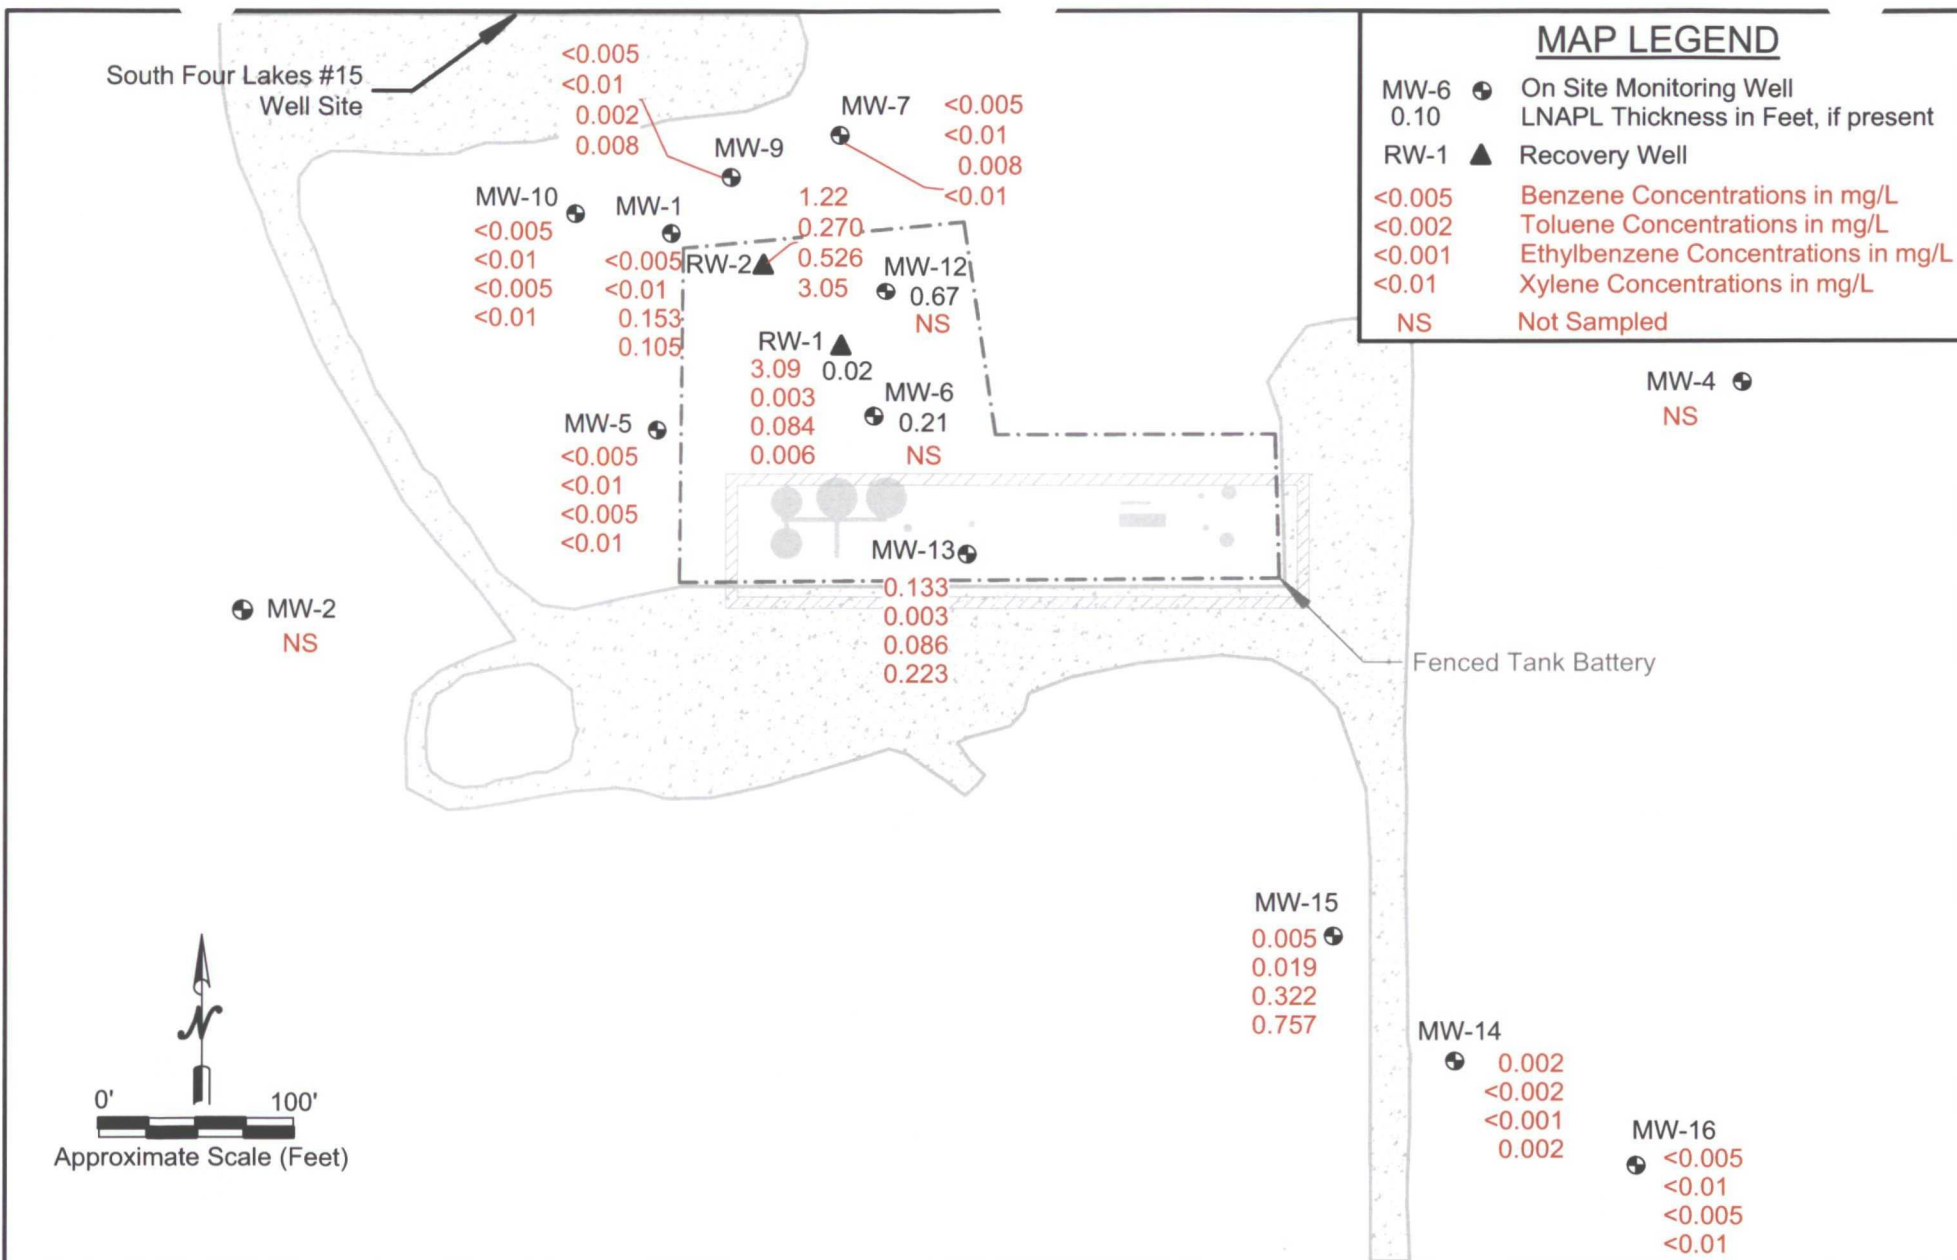 South Four Lakes #15
Well Site
<0.005
<0.01
0.002
0.008
MW-9
MW-7
<0.005
<0.01
0.008
<0.01
MW-10
<0.005
<0.01
<0.005
<0.01
MW-1
<0.005
<0.01
0.153
0.105
RW-2
1.22
0.270
0.526
3.05
MW-12
0.67
NS
RW-1
0.02
3.09
0.003
0.084
0.006
MW-6
0.21
NS
MW-5
<0.005
<0.01
<0.005
<0.01
MW-13
0.133
0.003
0.086
0.223
MW-2
NS
MW-4
NS
Fenced Tank Battery
MW-15
0.005
0.019
0.322
0.757
MW-14
0.002
<0.002
<0.001
0.002
MW-16
<0.005
<0.01
<0.005
<0.01
N
0' 100'
Approximate Scale (Feet)
MAP LEGEND
MW-6 On Site Monitoring Well
0.10 LNAPL Thickness in Feet, if present
RW-1 Recovery Well
<0.005 Benzene Concentrations in mg/L
<0.002 Toluene Concentrations in mg/L
<0.001 Ethylbenzene Concentrations in mg/L
<0.01 Xylene Concentrations in mg/L
NS Not Sampled